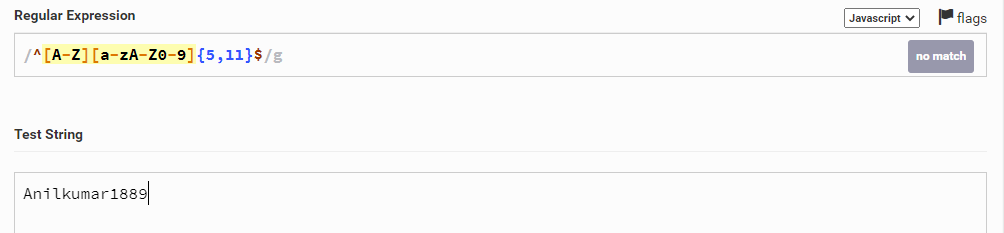 Regular Expression
Javascript flags
/^[A-Z][a-zA-Z0-9]{5,11}$/g
no match
Test String
Anilkumar1889